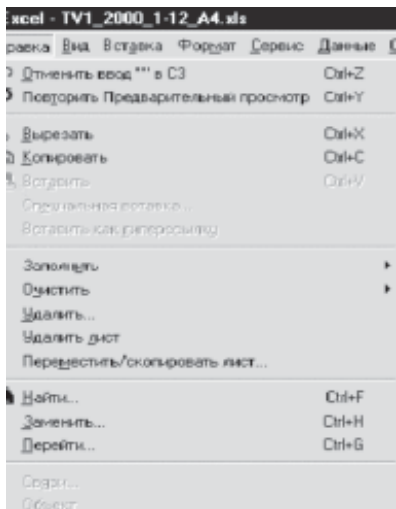 Excel - TV1_2000_1-12_A4.xls
равка Вид Вставка Формат Сервис Данные
Отменить ввод "" в C3 Ctrl+Z
Повторить Предварительный просмотр Ctrl+Y
Вырезать Ctrl+X
Копировать Ctrl+C
Вставить Ctrl+V
Специальная вставка...
Вставить как гиперссылку
Заполнить
Очистить
Удалить...
Удалить лист
Переместить/скопировать лист...
Найти... Ctrl+F
Заменить... Ctrl+H
Перейти... Ctrl+G
Связи...
Объект